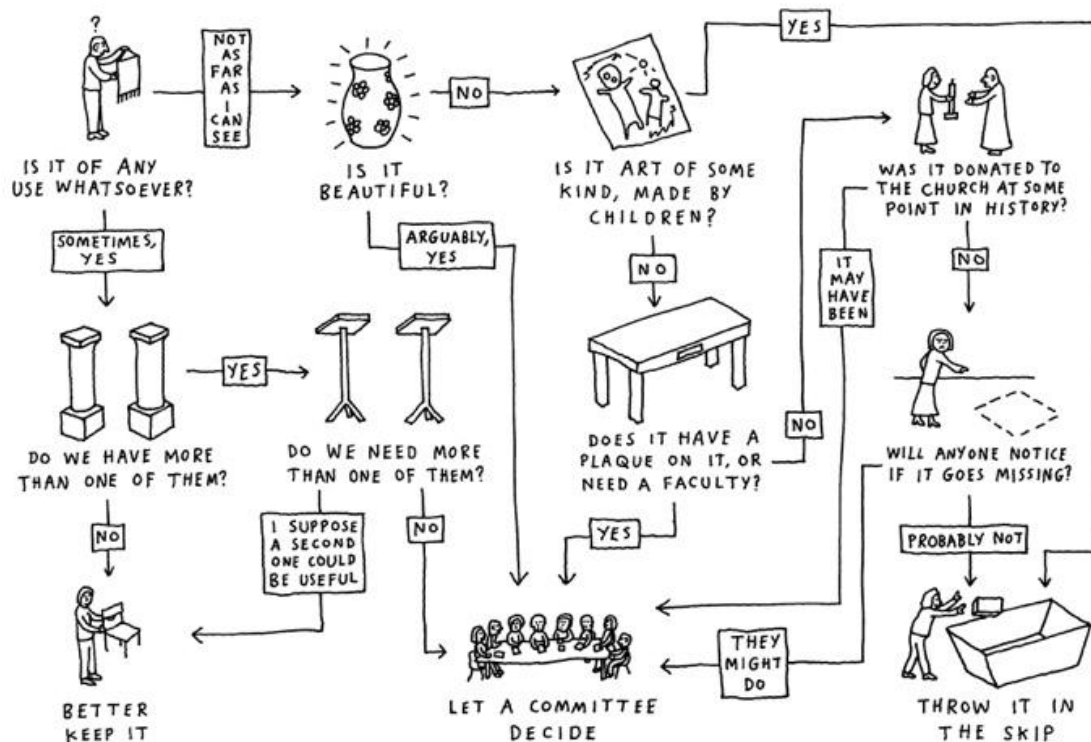 ?
IS IT OF ANY
USE WHATSOEVER?
NOT
AS
FAR
AS I
CAN
SEE
IS IT
BEAUTIFUL?
NO
IS IT ART OF SOME
KIND, MADE BY
CHILDREN?
YES
WAS IT DONATED TO
THE CHURCH AT SOME
POINT IN HISTORY?
SOMETIMES,
YES
ARGUABLY,
YES
NO
IT
MAY
HAVE
BEEN
NO
DO WE HAVE MORE
THAN ONE OF THEM?
YES
DO WE NEED MORE
THAN ONE OF THEM?
DOES IT HAVE A
PLAQUE ON IT, OR
NEED A FACULTY?
NO
WILL ANYONE NOTICE
IF IT GOES MISSING?
NO
I SUPPOSE
A SECOND
ONE COULD
BE USEFUL
NO
YES
PROBABLY NOT
BETTER
KEEP IT
LET A COMMITTEE
DECIDE
THEY
MIGHT
DO
THROW IT IN
THE SKIP